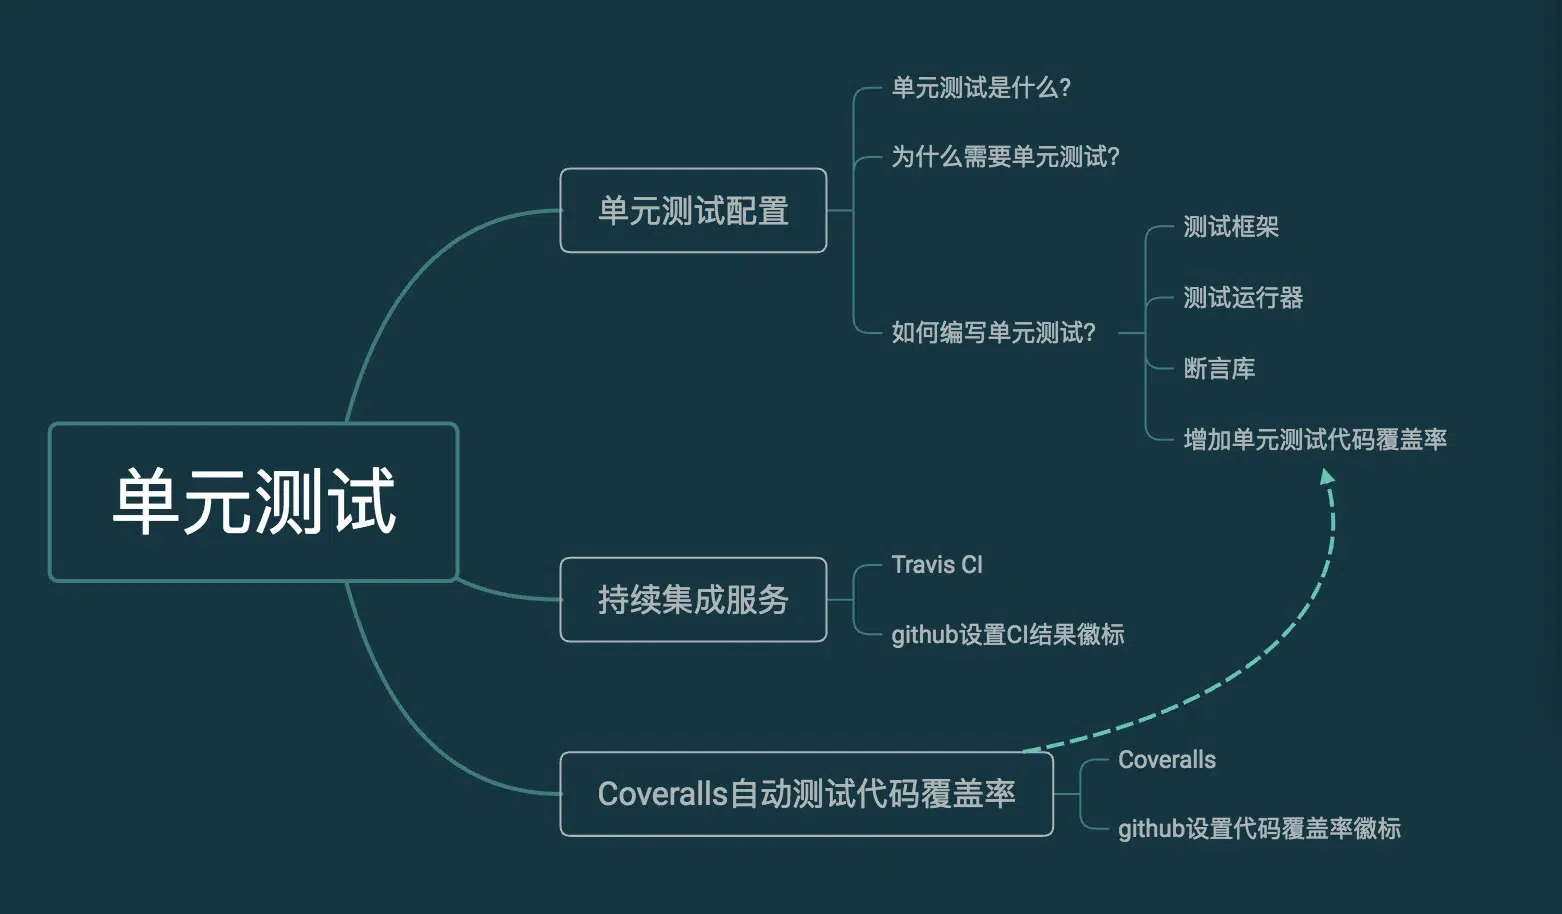 单元测试
单元测试配置
单元测试是什么?
为什么需要单元测试?
如何编写单元测试?
测试框架
测试运行器
断言库
增加单元测试代码覆盖率
持续集成服务
Travis CI
github设置CI结果徽标
Coveralls自动测试代码覆盖率
Coveralls
github设置代码覆盖率徽标